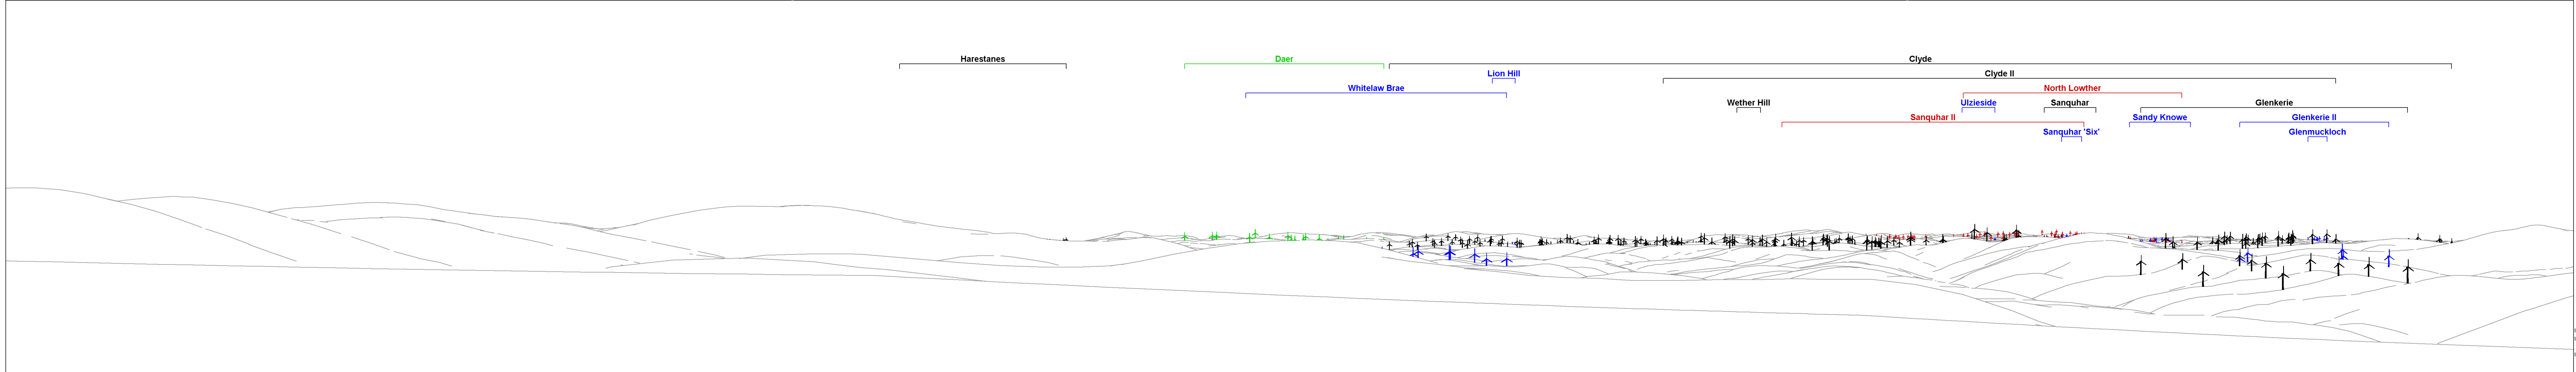 Harestanes Daer Clyde
Lion Hill Clyde II
Whitelaw Brae North Lowther
Wether Hill Ulzieside Sanquhar Glenkerie
Sanquhar II Sandy Knowe Glenkerie II
Sanquhar 'Six' Glenmuckloch